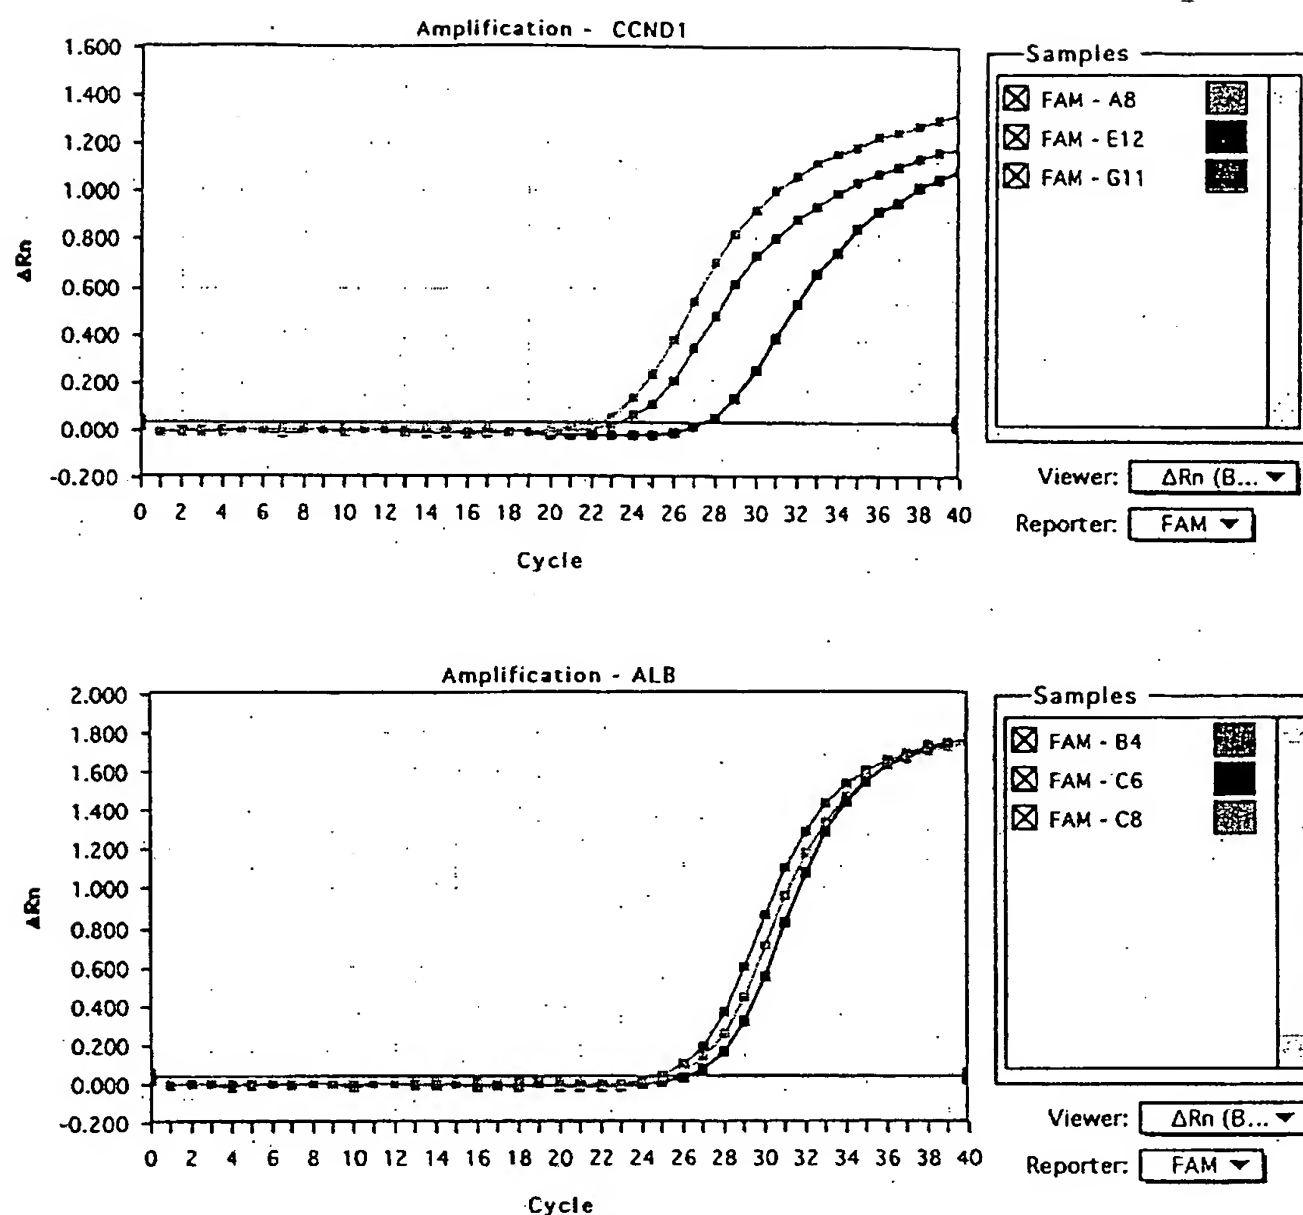 Amplification - CCND1
1.600
1.400
1.200
1.000
0.800
0.600
0.400
0.200
0.000
-0.200
ΔRn
0 2 4 6 8 10 12 14 16 18 20 22 24 26 28 30 32 34 36 38 40
Cycle
Samples
FAM - A8
FAM - E12
FAM - G11
Viewer: ΔRn (B...
Reporter: FAM
Amplification - ALB
2.000
1.800
1.600
1.400
1.200
1.000
0.800
0.600
0.400
0.200
0.000
-0.200
ΔRn
0 2 4 6 8 10 12 14 16 18 20 22 24 26 28 30 32 34 36 38 40
Cycle
Samples
FAM - B4
FAM - C6
FAM - C8
Viewer: ΔRn (B...
Reporter: FAM